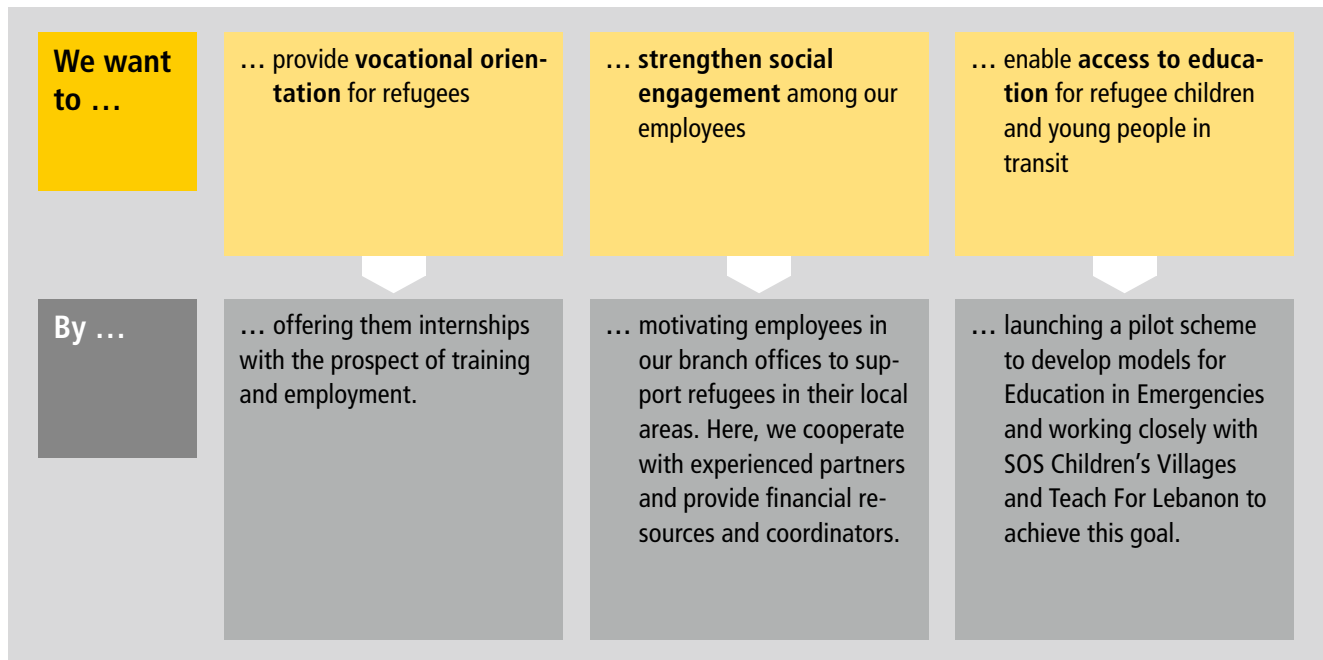 We want
to …
… provide vocational orien-
tation for refugees
… strengthen social
engagement among our
employees
… enable access to educa-
tion for refugee children
and young people in
transit
By …
… offering them internships
with the prospect of training
and employment.
… motivating employees in
our branch offices to sup-
port refugees in their local
areas. Here, we cooperate
with experienced partners
and provide financial re-
sources and coordinators.
… launching a pilot scheme
to develop models for
Education in Emergencies
and working closely with
SOS Children’s Villages
and Teach For Lebanon to
achieve this goal.